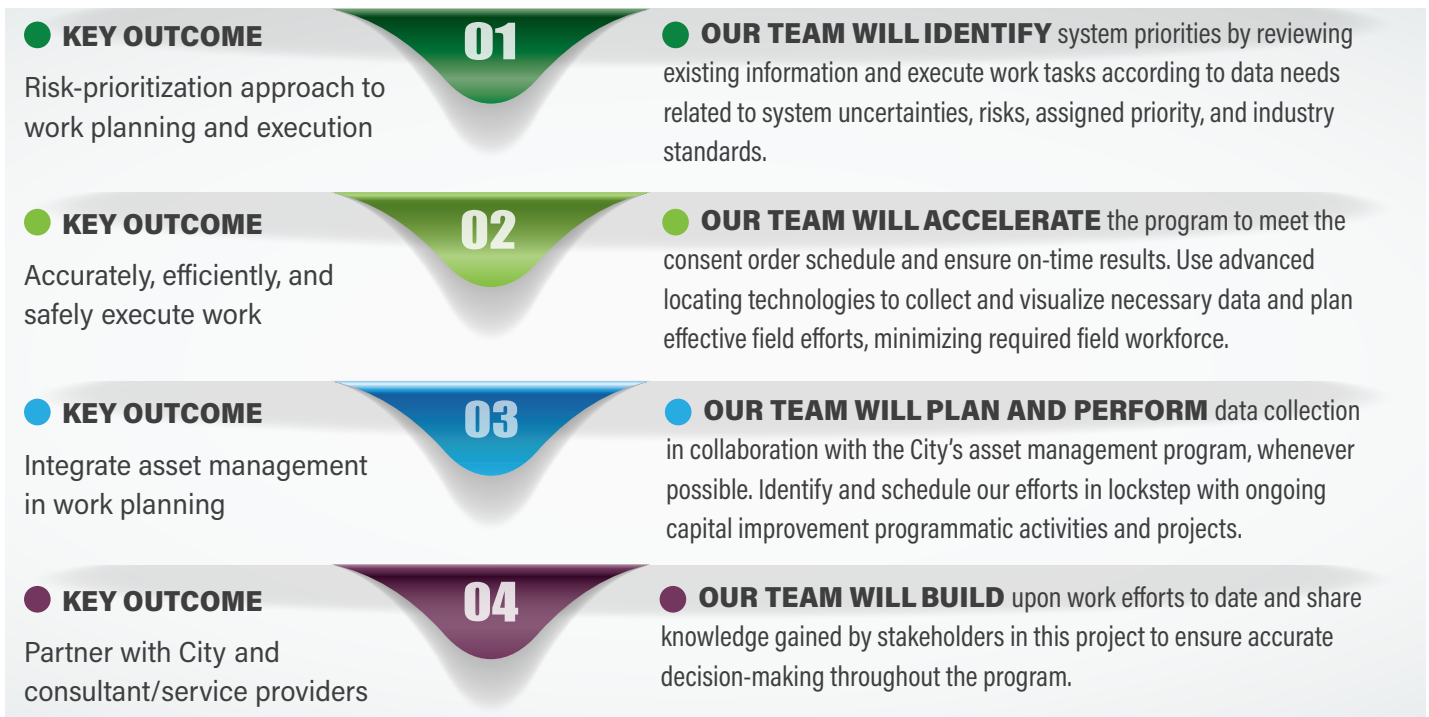 KEY OUTCOME
Risk-prioritization approach to
work planning and execution
01
OUR TEAM WILL IDENTIFY system priorities by reviewing
existing information and execute work tasks according to data needs
related to system uncertainties, risks, assigned priority, and industry
standards.
KEY OUTCOME
Accurately, efficiently, and
safely execute work
02
OUR TEAM WILL ACCELERATE the program to meet the
consent order schedule and ensure on-time results. Use advanced
locating technologies to collect and visualize necessary data and plan
effective field efforts, minimizing required field workforce.
KEY OUTCOME
Integrate asset management
in work planning
03
OUR TEAM WILL PLAN AND PERFORM data collection
in collaboration with the City’s asset management program, whenever
possible. Identify and schedule our efforts in lockstep with ongoing
capital improvement programmatic activities and projects.
KEY OUTCOME
Partner with City and
consultant/service providers
04
OUR TEAM WILL BUILD upon work efforts to date and share
knowledge gained by stakeholders in this project to ensure accurate
decision-making throughout the program.